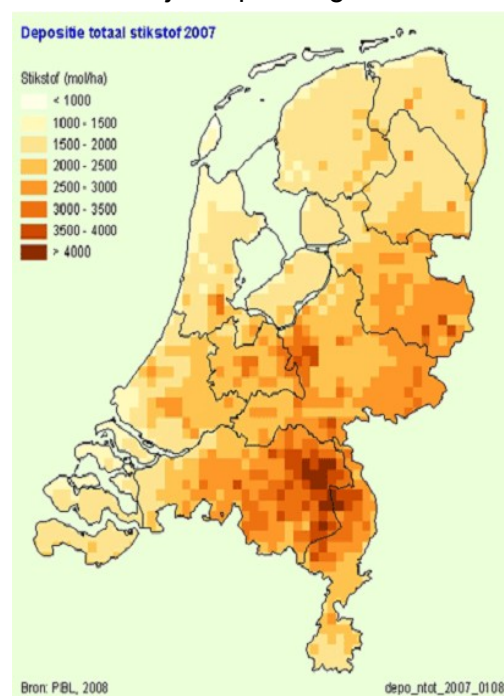 Depositie totaal stikstof 2007
Stikstof (mol/ha)
< 1000
1000 - 1500
1500 - 2000
2000 - 2500
2500 - 3000
3000 - 3500
3500 - 4000
> 4000
Bron: PBL, 2008
depo_ntot_2007_0108